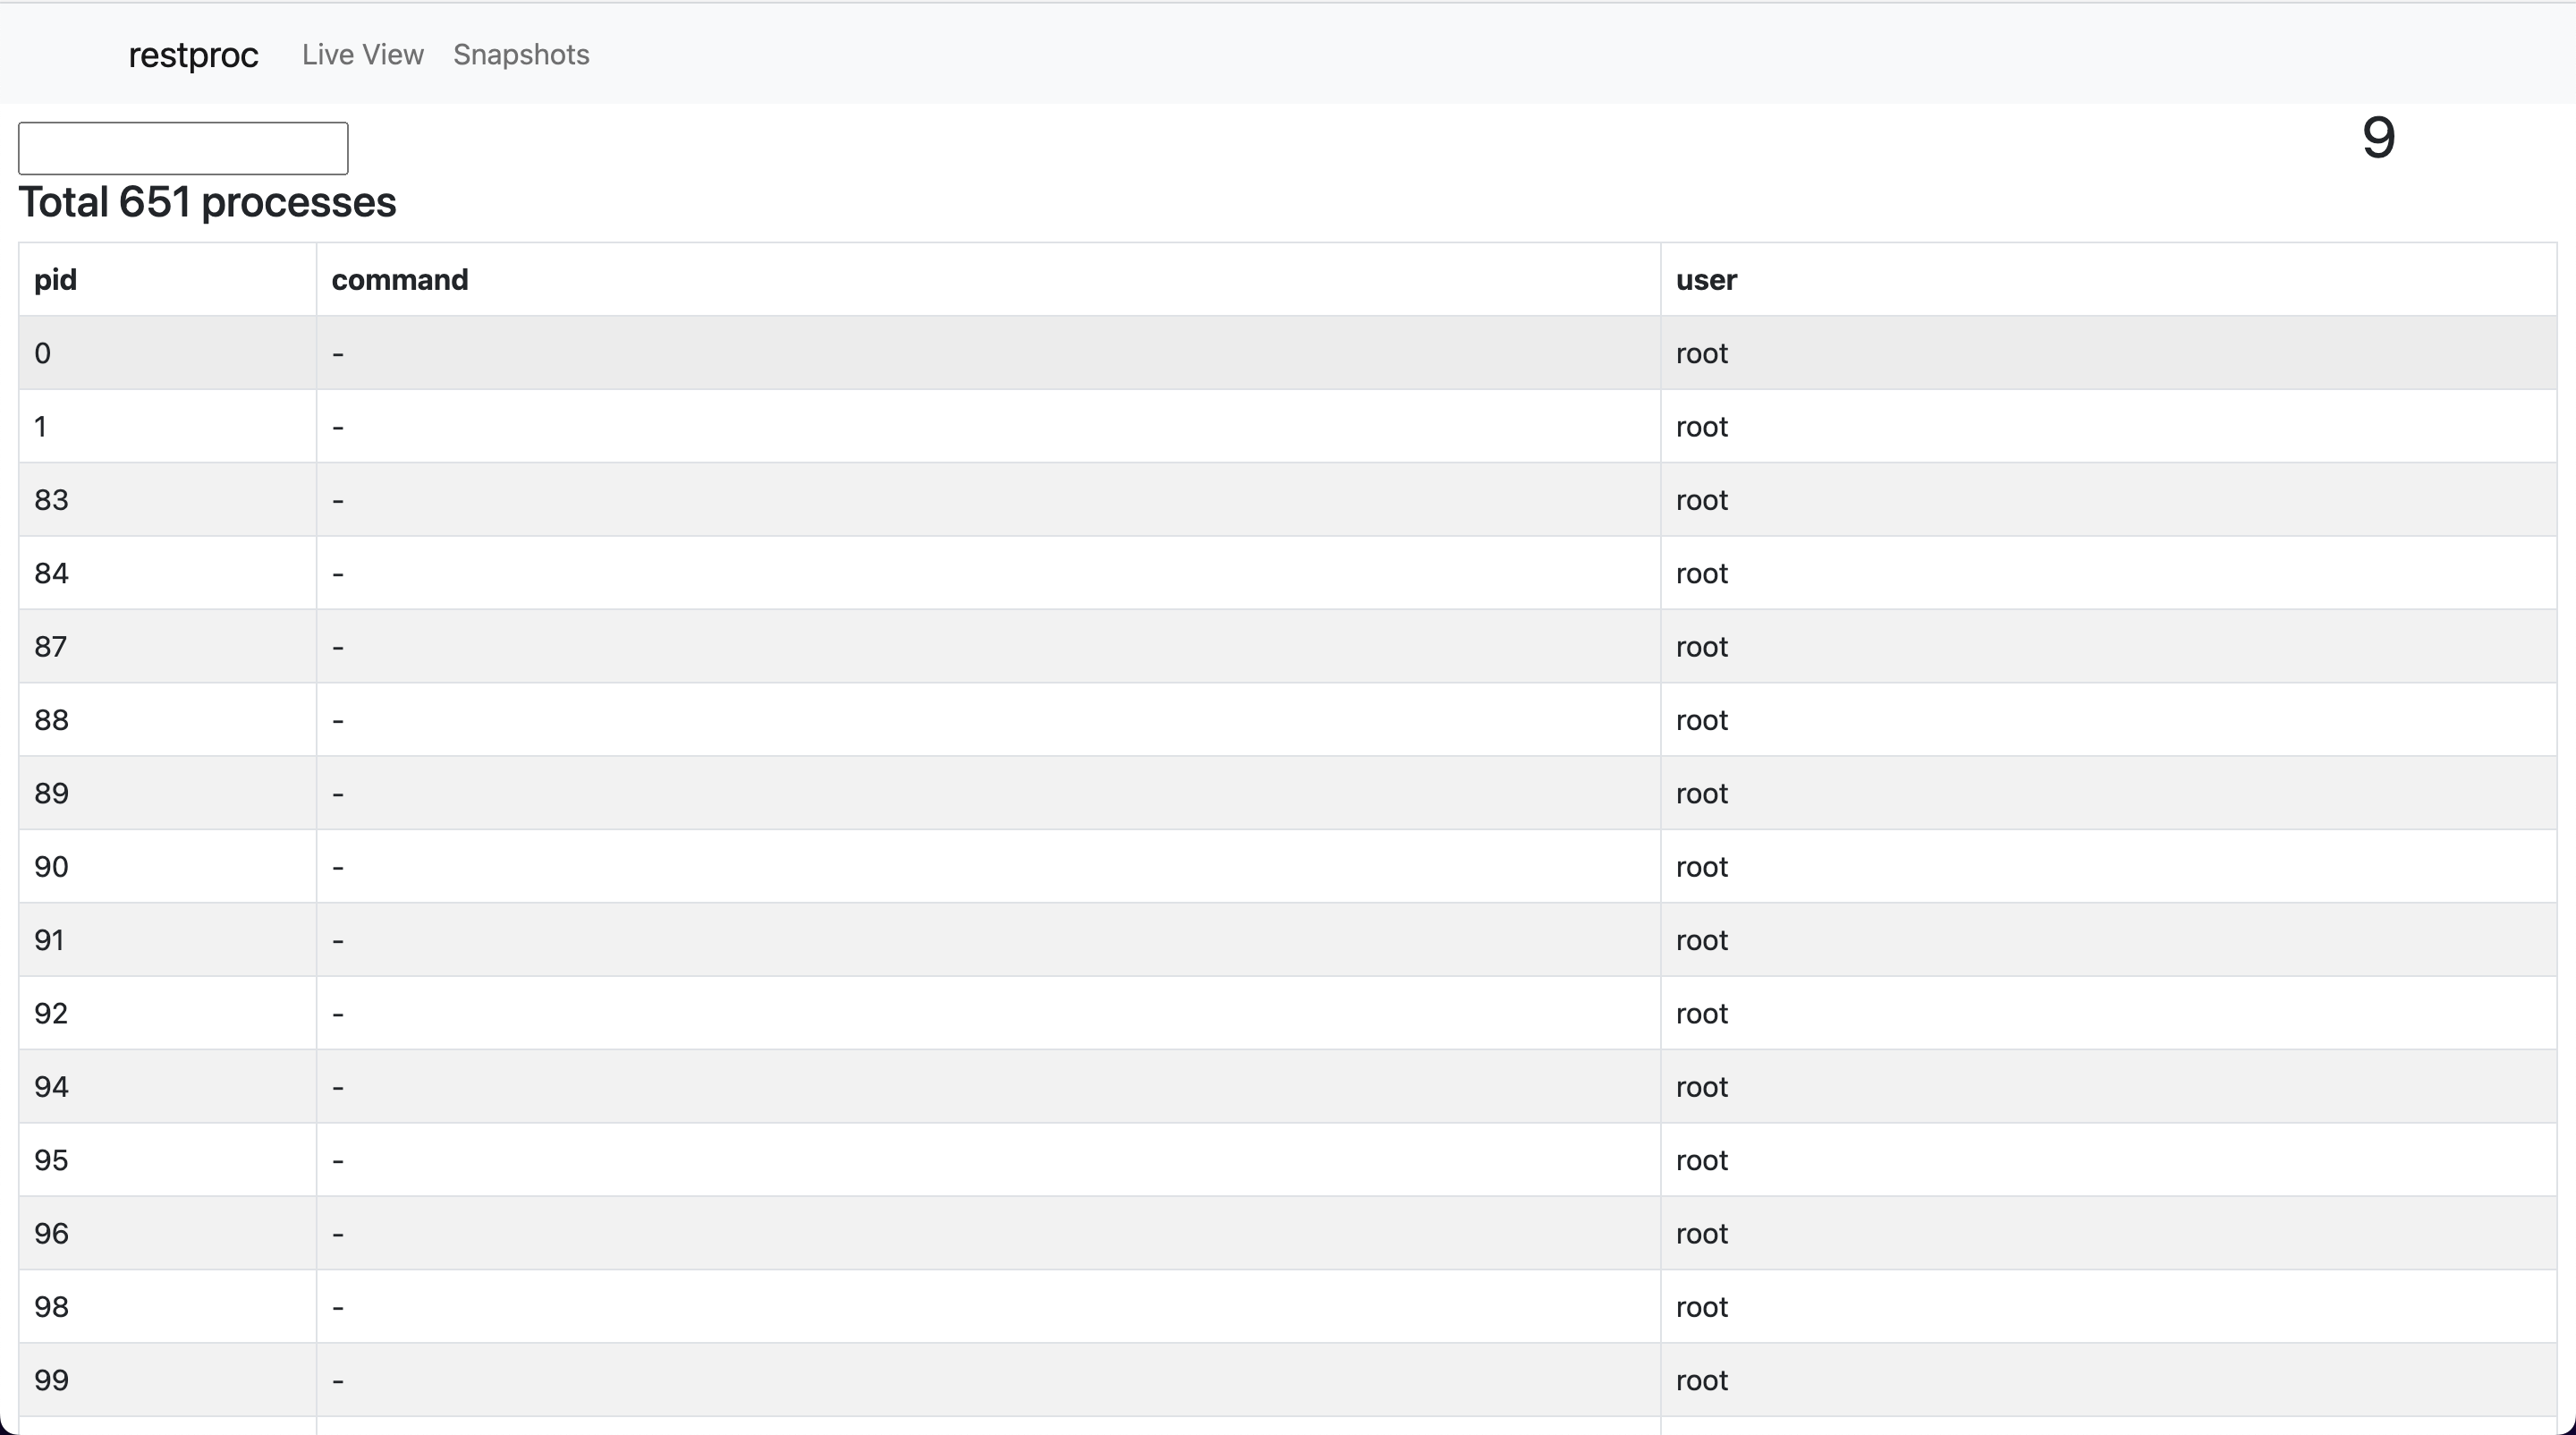 restproc Live View Snapshots
9
Total 651 processes
pid command user
0 - root
1 - root
83 - root
84 - root
87 - root
88 - root
89 - root
90 - root
91 - root
92 - root
94 - root
95 - root
96 - root
98 - root
99 - root